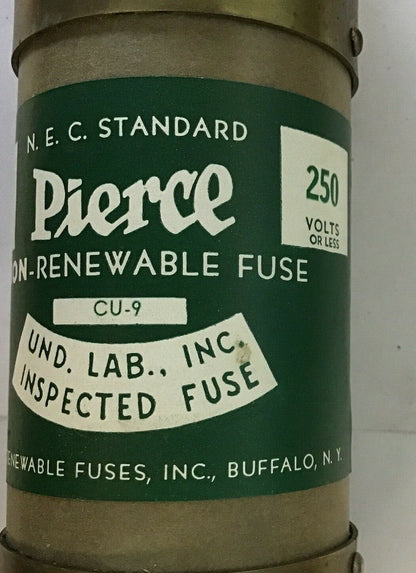 N. E. C. STANDARD
Pierce
250
VOLTS
OR LESS
ON-RENEWABLE FUSE
CU-9
UND. LAB., INC.
INSPECTED FUSE
ENEWABLE FUSES, INC., BUFFALO, N. Y.